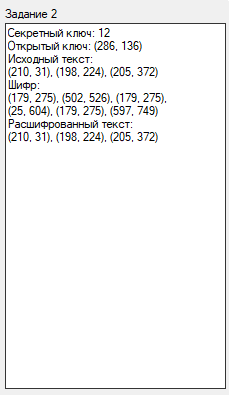 Задание 2
Секретный ключ: 12
Открытый ключ: (286, 136)
Исходный текст:
(210, 31), (198, 224), (205, 372)
Шифр:
(179, 275), (502, 526), (179, 275),
(25, 604), (179, 275), (597, 749)
Расшифрованный текст:
(210, 31), (198, 224), (205, 372)